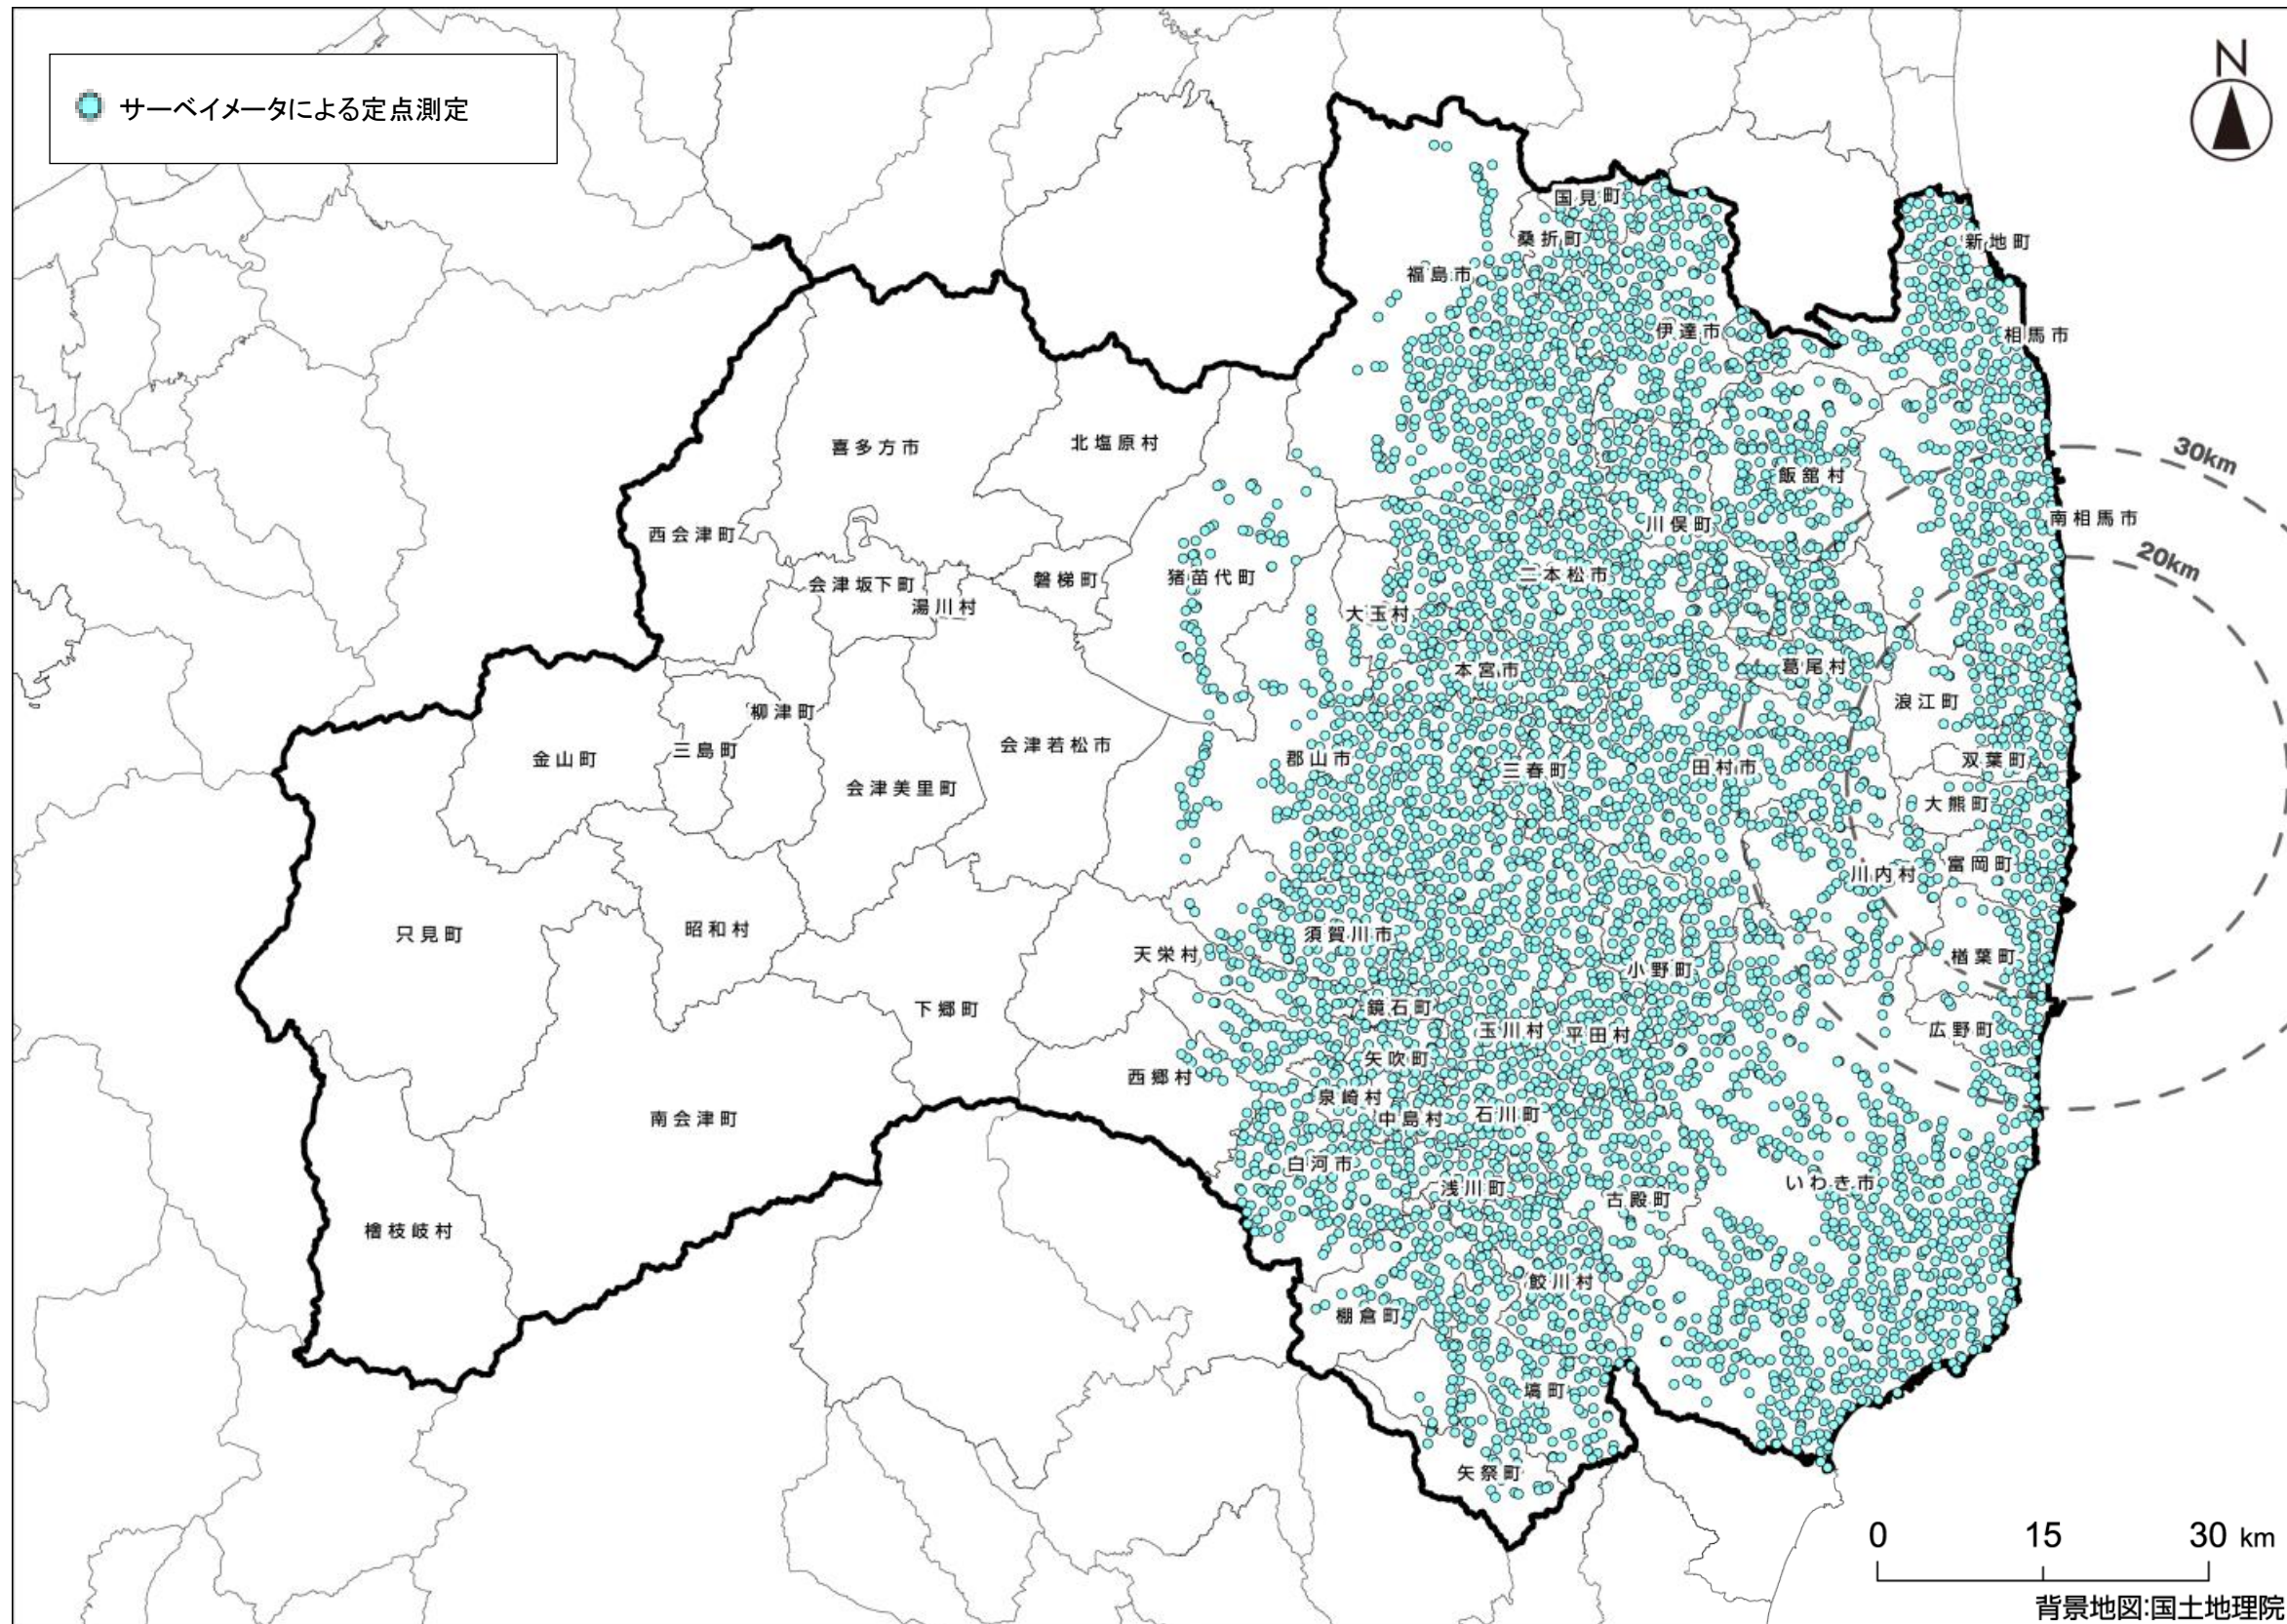 サーベイメータによる定点測定
N
国見町
桑折町
新地町
福島市
伊達市
相馬市
喜多方市
北塩原村
30km
飯舘村
西会津町
川俣町
南相馬市
20km
会津坂下町
湯川村
磐梯町
猪苗代町
二本松市
大玉村
本宮市
葛尾村
柳津町
浪江町
金山町
三島町
会津若松市
郡山市
三春町
田村市
双葉町
会津美里町
大熊町
川内村
富岡町
只見町
昭和村
須賀川市
天栄村
小野町
楢葉町
下郷町
鏡石町
玉川村
平田村
広野町
矢吹町
西郷村
泉崎村
中島村
石川町
南会津町
白河市
浅川町
古殿町
いわき市
檜枝岐村
鮫川村
棚倉町
塙町
矢祭町
0 15 30 km
背景地図:国土地理院